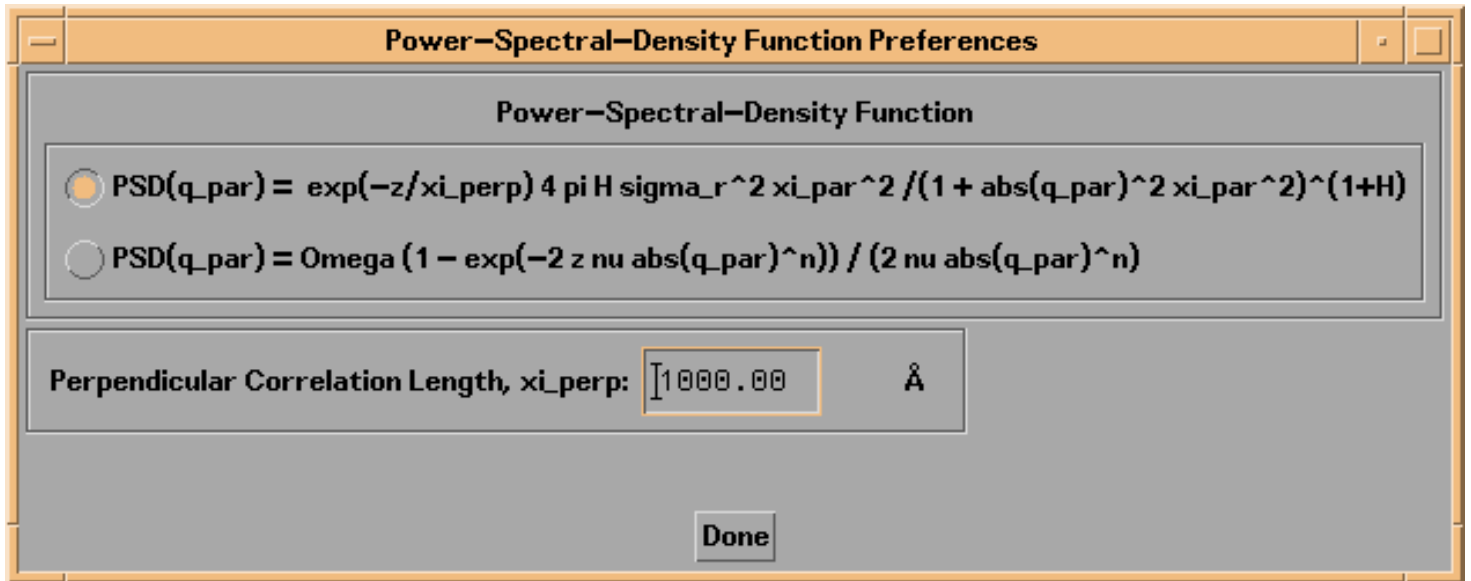 Power−Spectral−Density Function Preferences
Power−Spectral−Density Function
PSD(q_par) = exp(−z/xi_perp) 4 pi H sigma_r^2 xi_par^2 /(1 + abs(q_par)^2 xi_par^2)^(1+H)
PSD(q_par) = Omega (1 − exp(−2 z nu abs(q_par)^n)) / (2 nu abs(q_par)^n)
Perpendicular Correlation Length, xi_perp: 1000.00 Å
Done